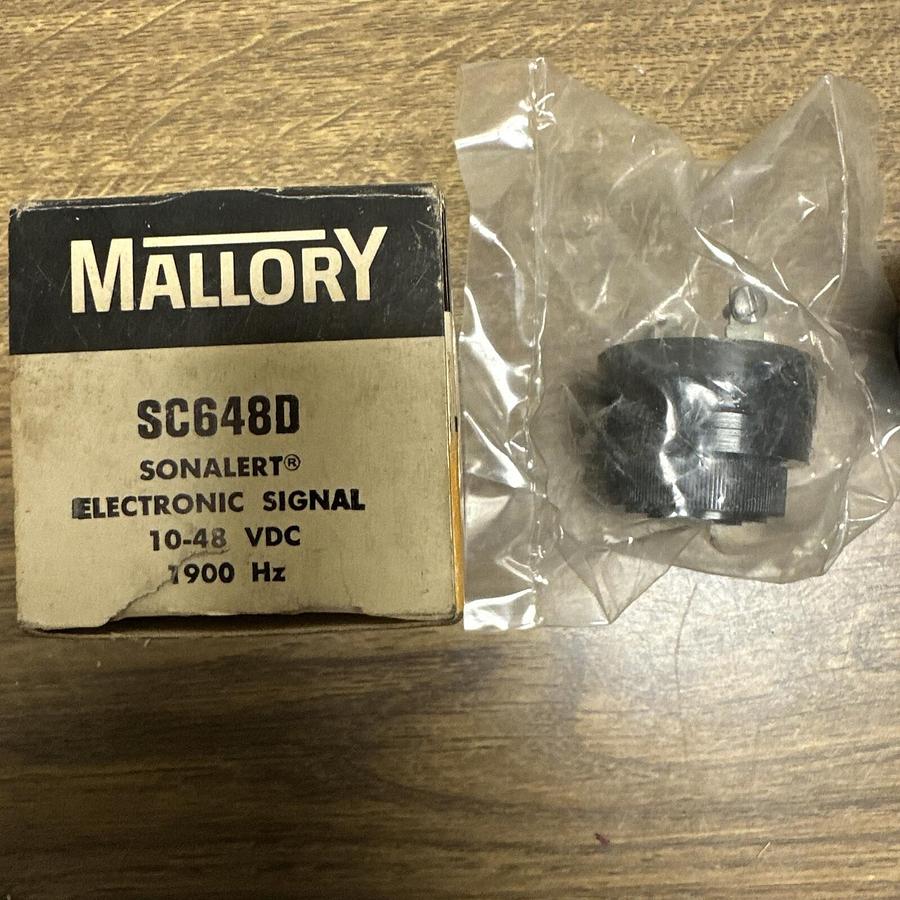 MALLORY
SC648D
SONALERT®
ELECTRONIC SIGNAL
10-48 VDC
1900 Hz